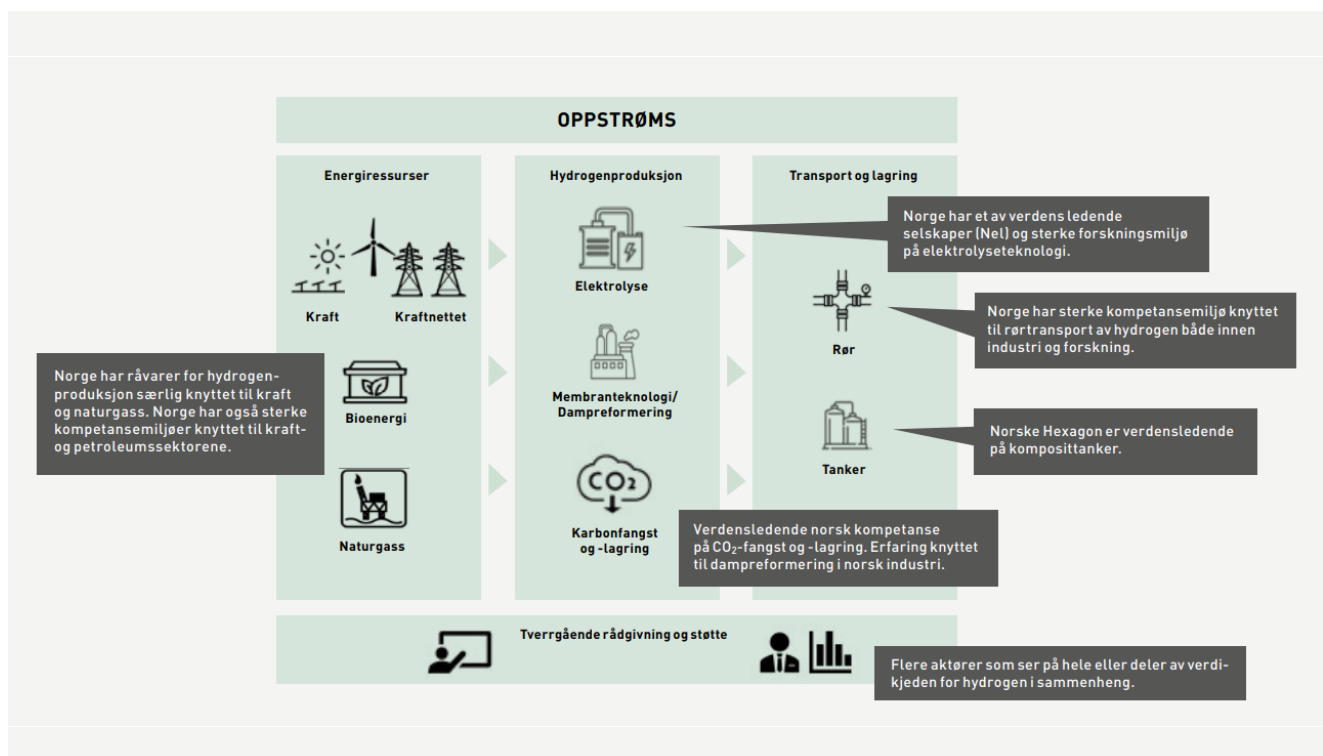 OPPSTRØMS
Energiressurser
Kraft
Kraftnettet
Bioenergi
Naturgass
Norge har råvarer for hydrogen-
produksjon særlig knyttet til kraft
og naturgass. Norge har også sterke
kompetansemiljøer knyttet til kraft-
og petroleumssektorene.
Hydrogenproduksjon
Elektrolyse
Membranteknologi/
Dampreformering
CO2
Karbonfangst
og -lagring
Transport og lagring
Rør
Tanker
Norge har et av verdens ledende
selskaper (Nel) og sterke forskningsmiljø
på elektrolyseteknologi.
Norge har sterke kompetansemiljø knyttet
til rørtransport av hydrogen både innen
industri og forskning.
Norske Hexagon er verdensledende
på komposittanker.
Verdensledende norsk kompetanse
på CO₂-fangst og -lagring. Erfaring knyttet
til dampreformering i norsk industri.
Tverrgående rådgivning og støtte
Flere aktører som ser på hele eller deler av verdi-
kjeden for hydrogen i sammenheng.